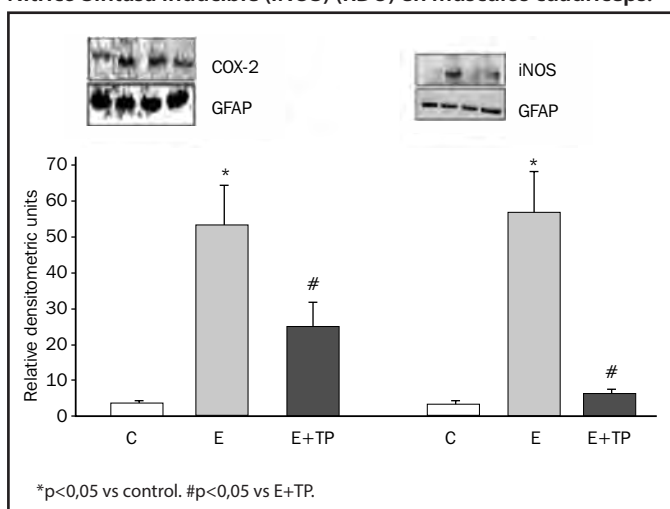 COX-2
GFAP
iNOS
GFAP
Relative densitometric units
70
60
50
40
30
20
10
0
*
#
*
#
C E E+TP C E E+TP
*p<0,05 vs control. #p<0,05 vs E+TP.